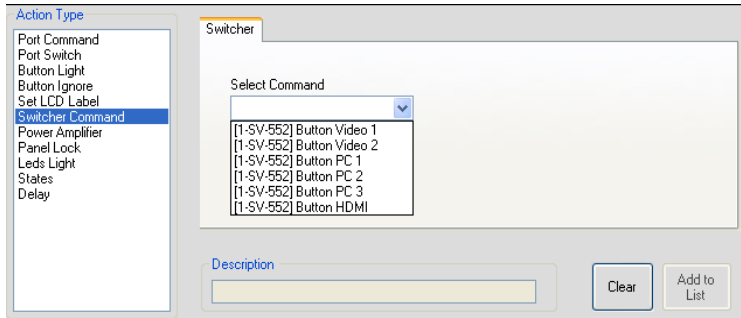 Action Type
Port Command
Port Switch
Button Light
Button Ignore
Set LCD Label
Switcher Command
Power Amplifier
Panel Lock
Leds Light
States
Delay
Switcher
Select Command
[1-SV-552] Button Video 1
[1-SV-552] Button Video 2
[1-SV-552] Button PC 1
[1-SV-552] Button PC 2
[1-SV-552] Button PC 3
[1-SV-552] Button HDMI
Description
Clear
Add to
List